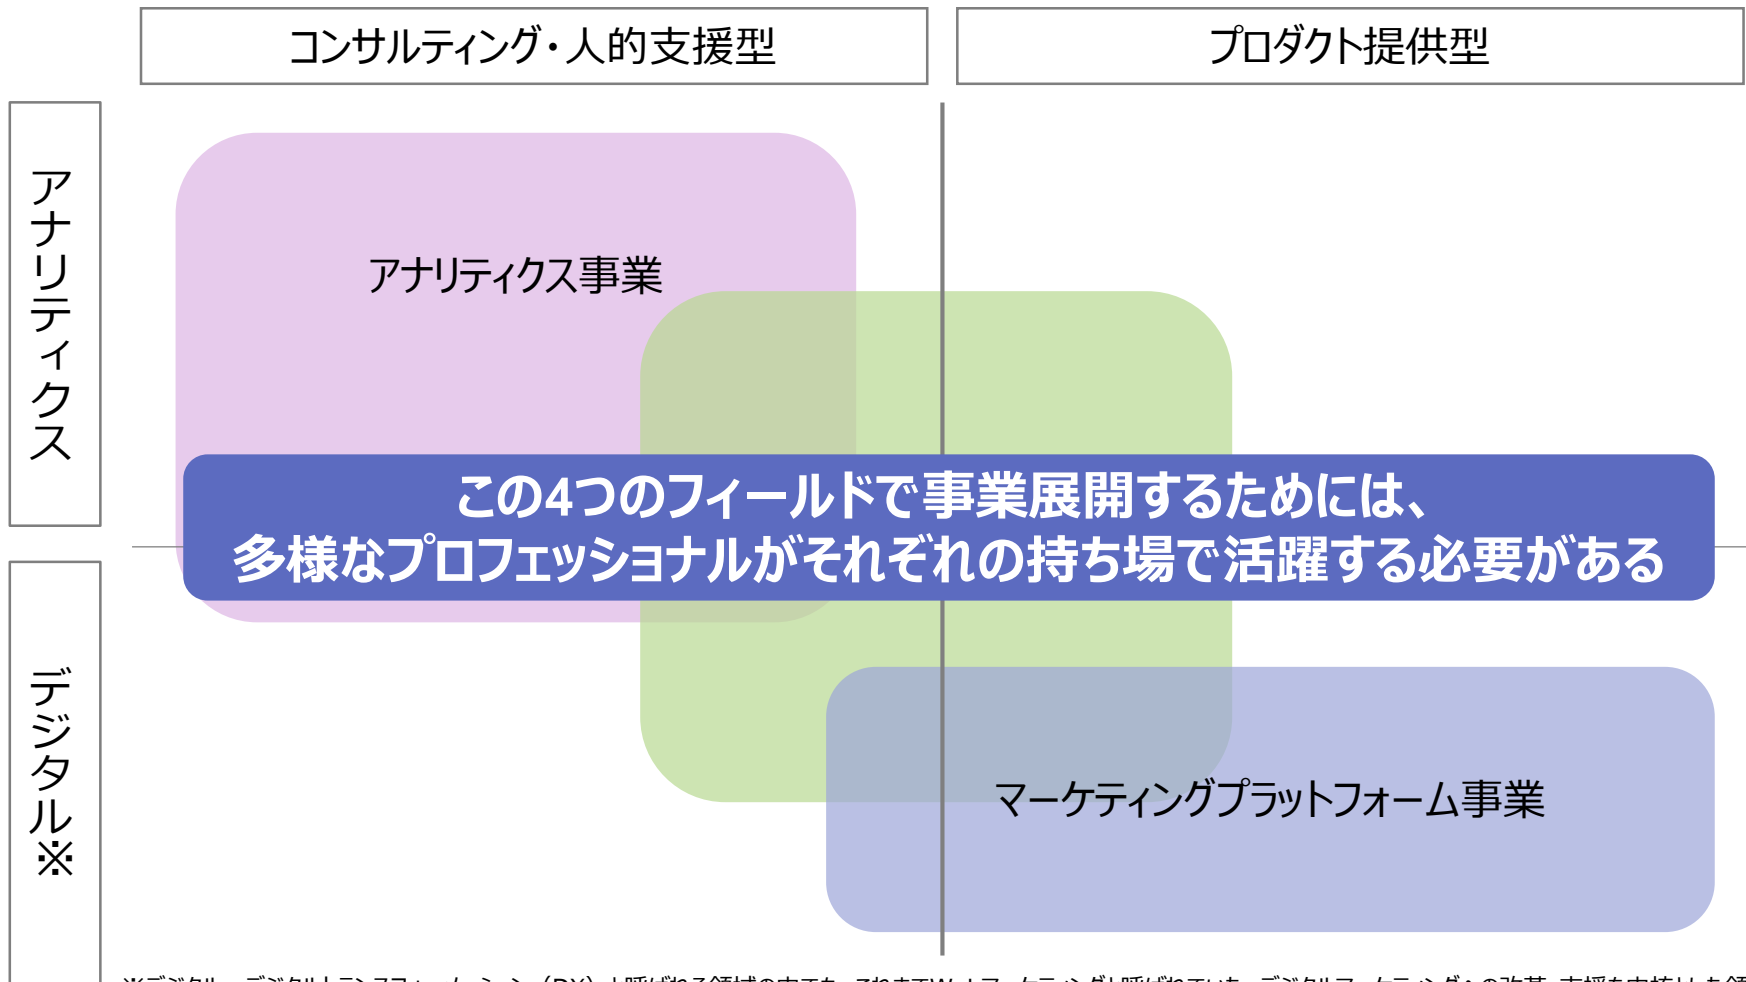 コンサルティング・人的支援型
プロダクト提供型
アナリティクス
アナリティクス事業
この4つのフィールドで事業展開するためには、
多様なプロフェッショナルがそれぞれの持ち場で活躍する必要がある
デジタル※
マーケティングプラットフォーム事業